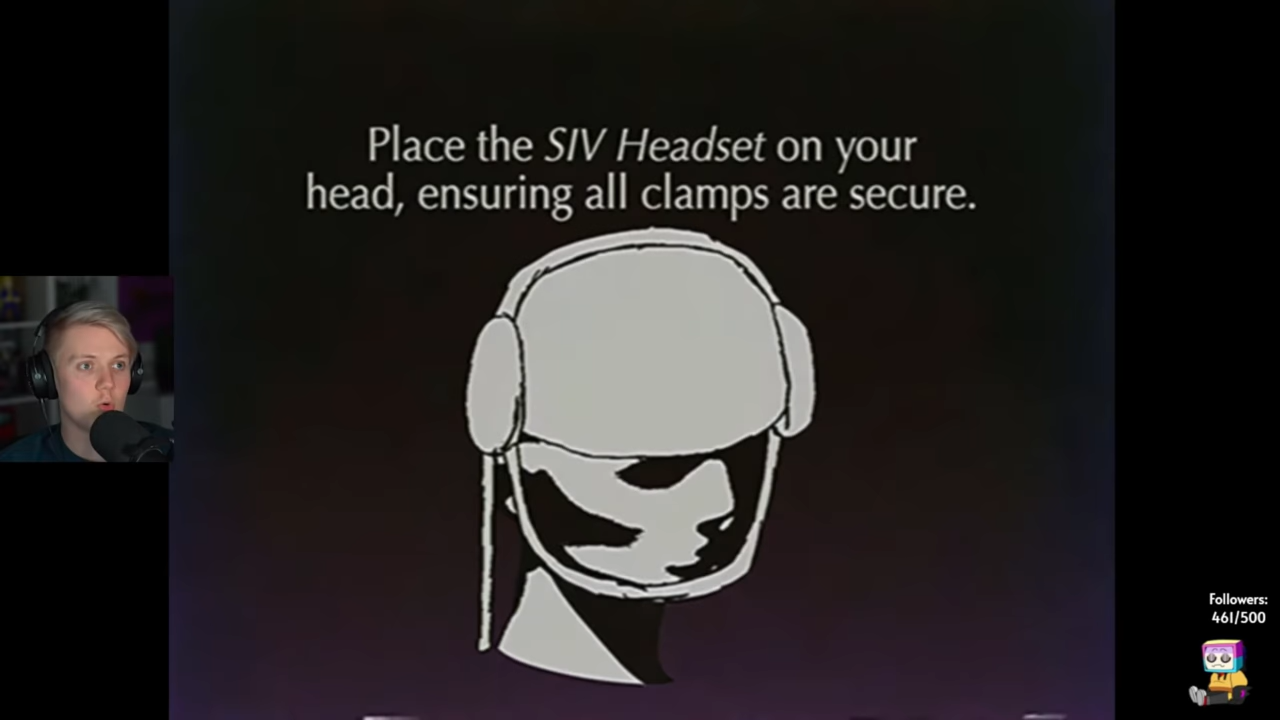 Place the SIV Headset on your
head, ensuring all clamps are secure.
Followers:
461/500